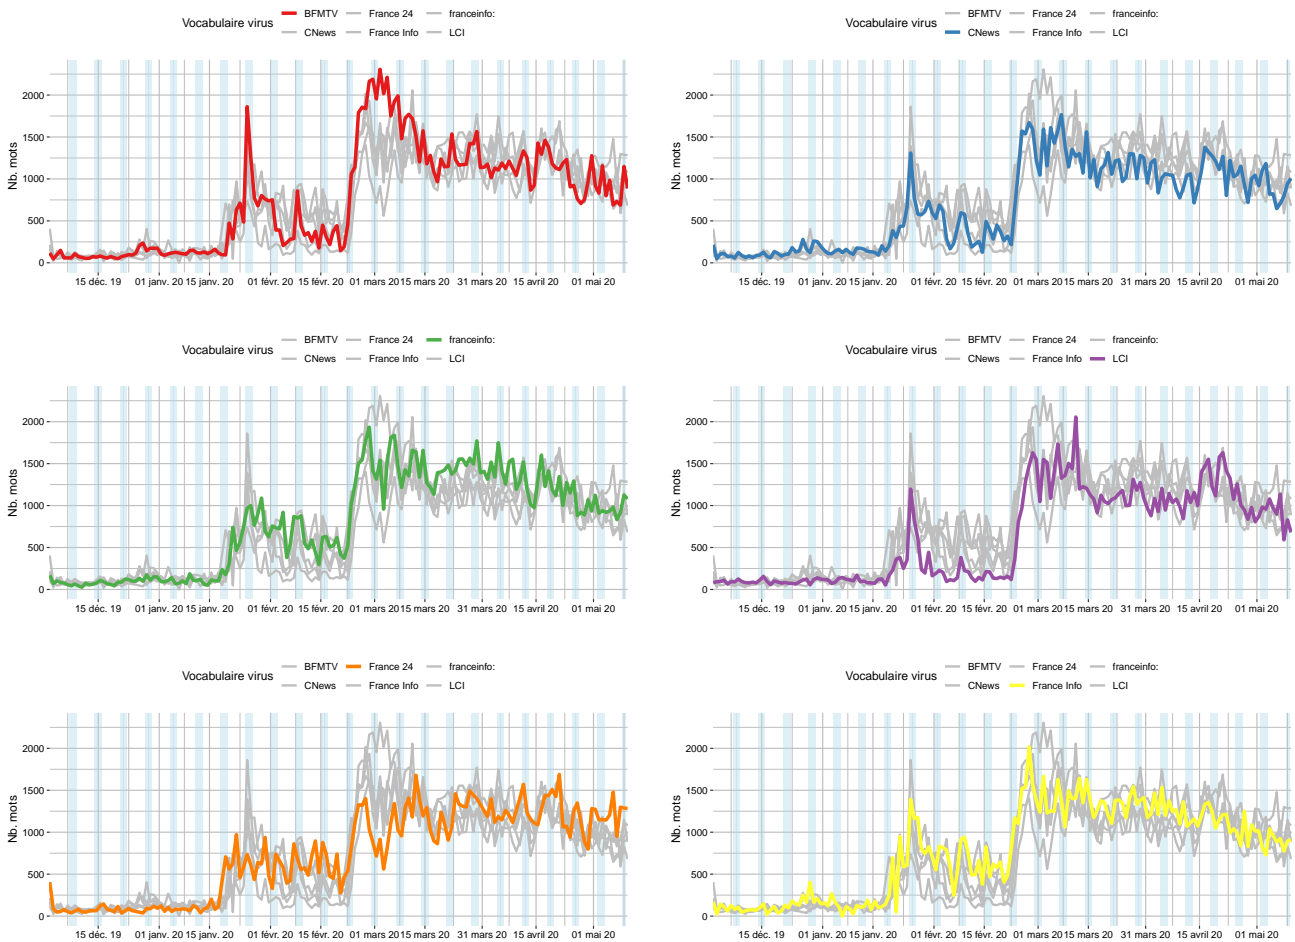 Vocabulaire virus
BFMTV France 24 franceinfo:
CNews France Info LCI
Nb. mots
2000
1500
1000
500
0
15 déc. 19 01 janv. 20 15 janv. 20 01 févr. 20 15 févr. 20 01 mars 20 15 mars 20 31 mars 20 15 avril 20 01 mai 20
Vocabulaire virus
BFMTV France 24 franceinfo:
CNews France Info LCI
Nb. mots
2000
1500
1000
500
0
15 déc. 19 01 janv. 20 15 janv. 20 01 févr. 20 15 févr. 20 01 mars 20 15 mars 20 31 mars 20 15 avril 20 01 mai 20
Vocabulaire virus
BFMTV France 24 franceinfo:
CNews France Info LCI
Nb. mots
2000
1500
1000
500
0
15 déc. 19 01 janv. 20 15 janv. 20 01 févr. 20 15 févr. 20 01 mars 20 15 mars 20 31 mars 20 15 avril 20 01 mai 20
Vocabulaire virus
BFMTV France 24 franceinfo:
CNews France Info LCI
Nb. mots
2000
1500
1000
500
0
15 déc. 19 01 janv. 20 15 janv. 20 01 févr. 20 15 févr. 20 01 mars 20 15 mars 20 31 mars 20 15 avril 20 01 mai 20
Vocabulaire virus
BFMTV France 24 franceinfo:
CNews France Info LCI
Nb. mots
2000
1500
1000
500
0
15 déc. 19 01 janv. 20 15 janv. 20 01 févr. 20 15 févr. 20 01 mars 20 15 mars 20 31 mars 20 15 avril 20 01 mai 20
Vocabulaire virus
BFMTV France 24 franceinfo:
CNews France Info LCI
Nb. mots
2000
1500
1000
500
0
15 déc. 19 01 janv. 20 15 janv. 20 01 févr. 20 15 févr. 20 01 mars 20 15 mars 20 31 mars 20 15 avril 20 01 mai 20